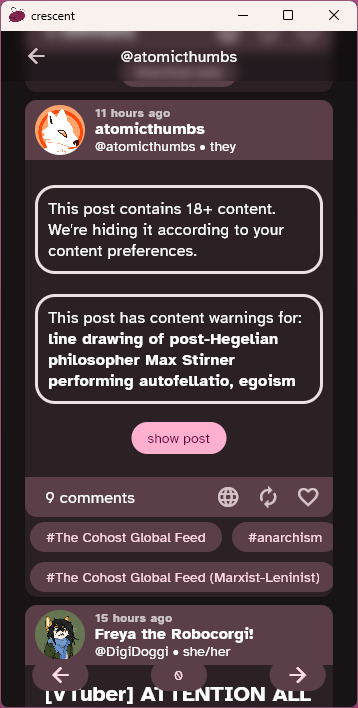 crescent
@atomicthumbs
11 hours ago
atomicthumbs
@atomicthumbs • they
This post contains 18+ content.
We're hiding it according to your
content preferences.
This post has content warnings for:
line drawing of post-Hegelian
philosopher Max Stirner
performing autofellatio, egoism
show post
9 comments
#The Cohost Global Feed
#anarchism
#The Cohost Global Feed (Marxist-Leninist)
15 hours ago
Freya the Robocorgi!
@DigiDoggi • she/her
0
[VTuber] ATTENTION ALL